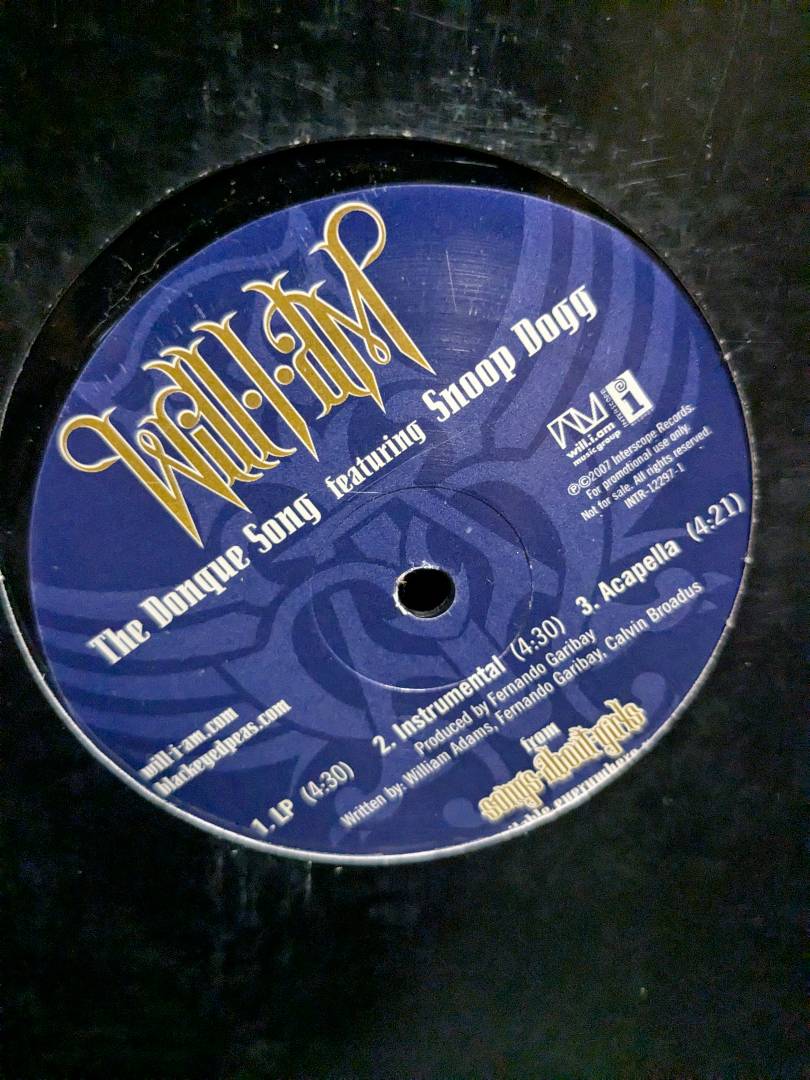 will·i·am
The Donque Song featuring Snoop Dogg
AM
will.i.am
music group
i
INTERSCOPE
℗©2007 Interscope Records.
For promotional use only.
Not for sale. All rights reserved.
INTR-12297-1
will-i-am.com
blackeyedpeas.com
1. LP (4:30) 2. Instrumental (4:30) 3. Acapella (4:21)
Produced by Fernando Garibay
Written by: William Adams, Fernando Garibay, Calvin Broadus
from
songs about girls
everywhere